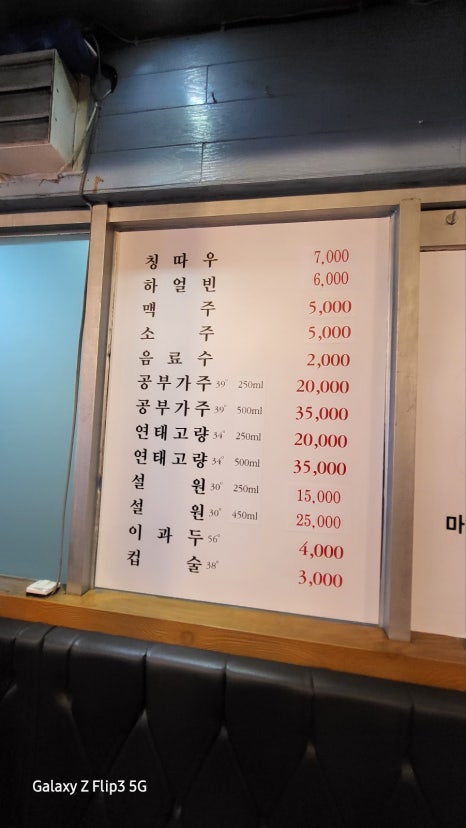 칭따우 7,000
하얼빈 6,000
맥주 5,000
소주 5,000
음료수 2,000
공부가주 39° 250ml 20,000
공부가주 39° 500ml 35,000
연태고량 34° 250ml 20,000
연태고량 34° 500ml 35,000
설원 30° 250ml 15,000
설원 30° 450ml 25,000
이과두 56° 4,000
컵술 38° 3,000
마
Galaxy Z Flip3 5G